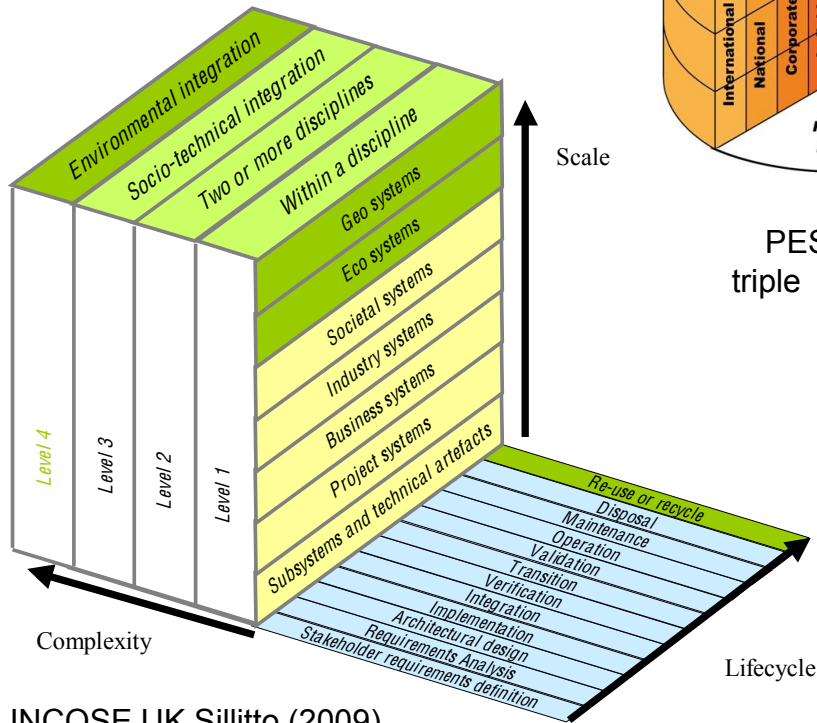 Environmental integration
Socio-technical integration
Two or more disciplines
Within a discipline
Geo systems
Eco systems
Societal systems
Industry systems
Business systems
Project systems
Subsystems and technical artefacts
Level 4
Level 3
Level 2
Level 1
Scale
Complexity
Lifecycle
Re-use or recycle
Disposal
Maintenance
Operation
Validation
Transition
Verification
Integration
Implementation
Architectural design
Requirements Analysis
Stakeholder requirements definition
International
National
Corporate
PES
triple
INCOSE UK Sillitto (2009)